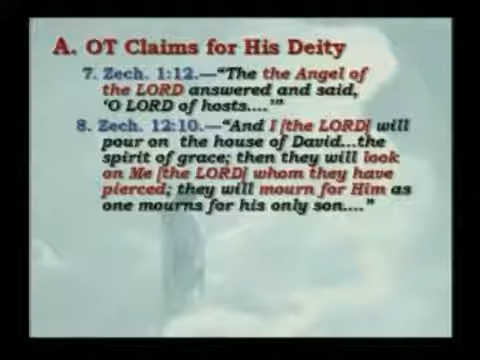 A. OT Claims for His Deity
7. Zech. 1:12.—“The the Angel of
the LORD answered and said,
‘O LORD of hosts....’”
8. Zech. 12:10.—“And I [the LORD] will
pour on the house of David...the
spirit of grace; then they will look
on Me [the LORD] whom they have
pierced; they will mourn for Him as
one mourns for his only son....”